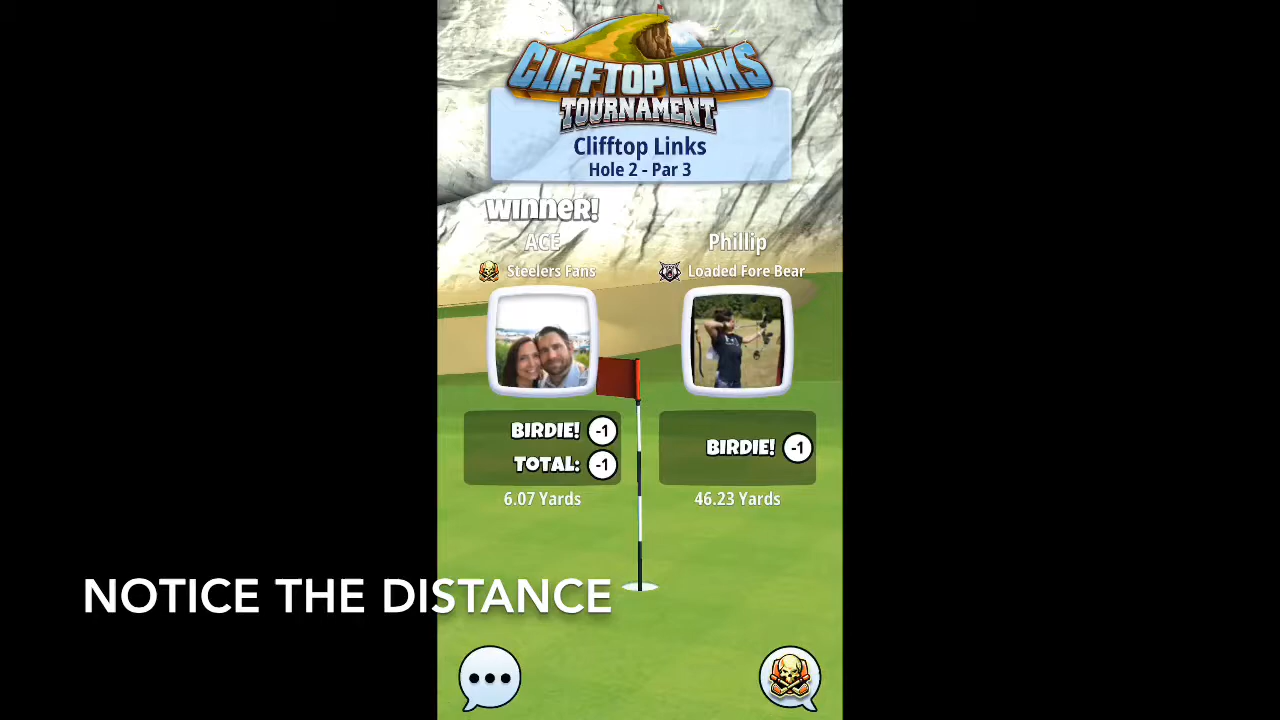 CLIFFTOP LINKS
TOURNAMENT
Clifftop Links
Hole 2 - Par 3
WINNER!
ACE Phillip
Steelers Fans Loaded Fore Bear
BIRDIE! -1 BIRDIE! -1
TOTAL: -1
6.07 Yards 46.23 Yards
NOTICE THE DISTANCE